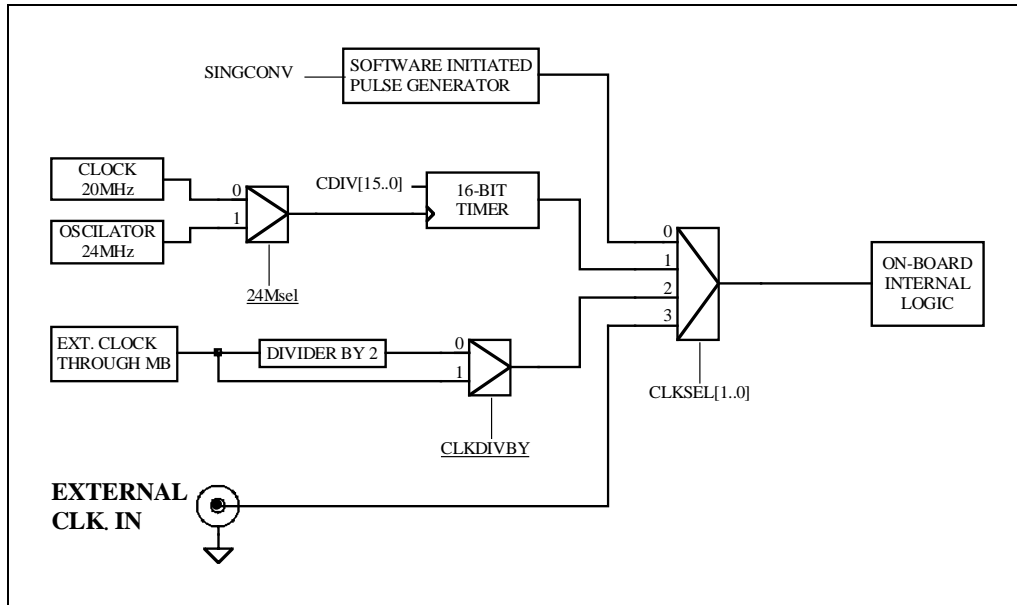 SINGCONV
SOFTWARE INITIATED
PULSE GENERATOR
CLOCK
20MHz
OSCILATOR
24MHz
0
1
24Msel
CDIV[15..0]
16-BIT
TIMER
0
1
2
3
CLKSEL[1..0]
ON-BOARD
INTERNAL
LOGIC
EXT. CLOCK
THROUGH MB
DIVIDER BY 2
0
1
CLKDIVBY
EXTERNAL
CLK. IN